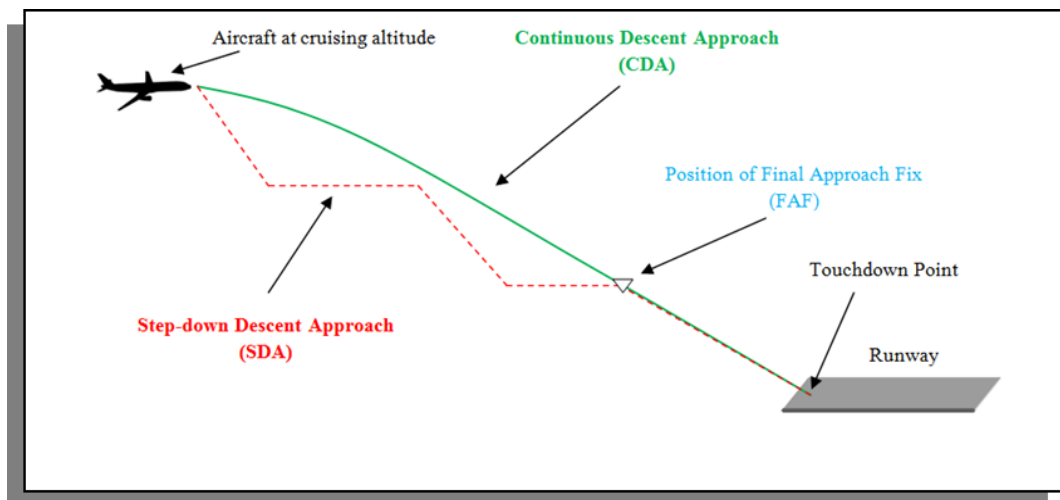 Aircraft at cruising altitude
Continuous Descent Approach
(CDA)
Position of Final Approach Fix
(FAF)
Touchdown Point
Step-down Descent Approach
(SDA)
Runway